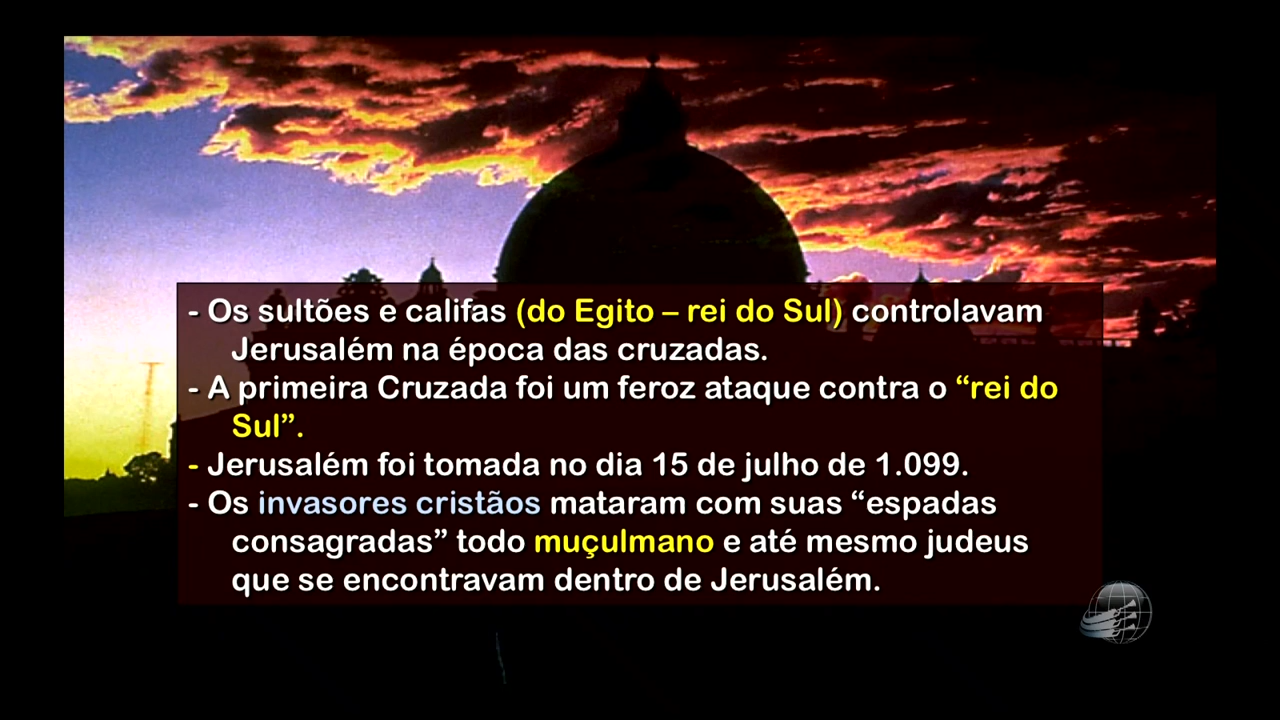 - Os sultões e califas (do Egito – rei do Sul) controlavam
Jerusalém na época das cruzadas.
- A primeira Cruzada foi um feroz ataque contra o “rei do
Sul”.
- Jerusalém foi tomada no dia 15 de julho de 1.099.
- Os invasores cristãos mataram com suas “espadas
consagradas” todo muçulmano e até mesmo judeus
que se encontravam dentro de Jerusalém.